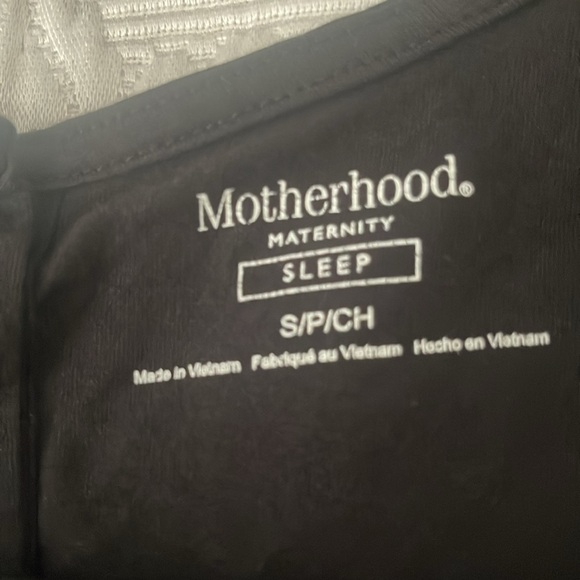 Motherhood®
MATERNITY
SLEEP
S/P/CH
Made in Vietnam Fabriqué au Vietnam Hecho en Vietnam